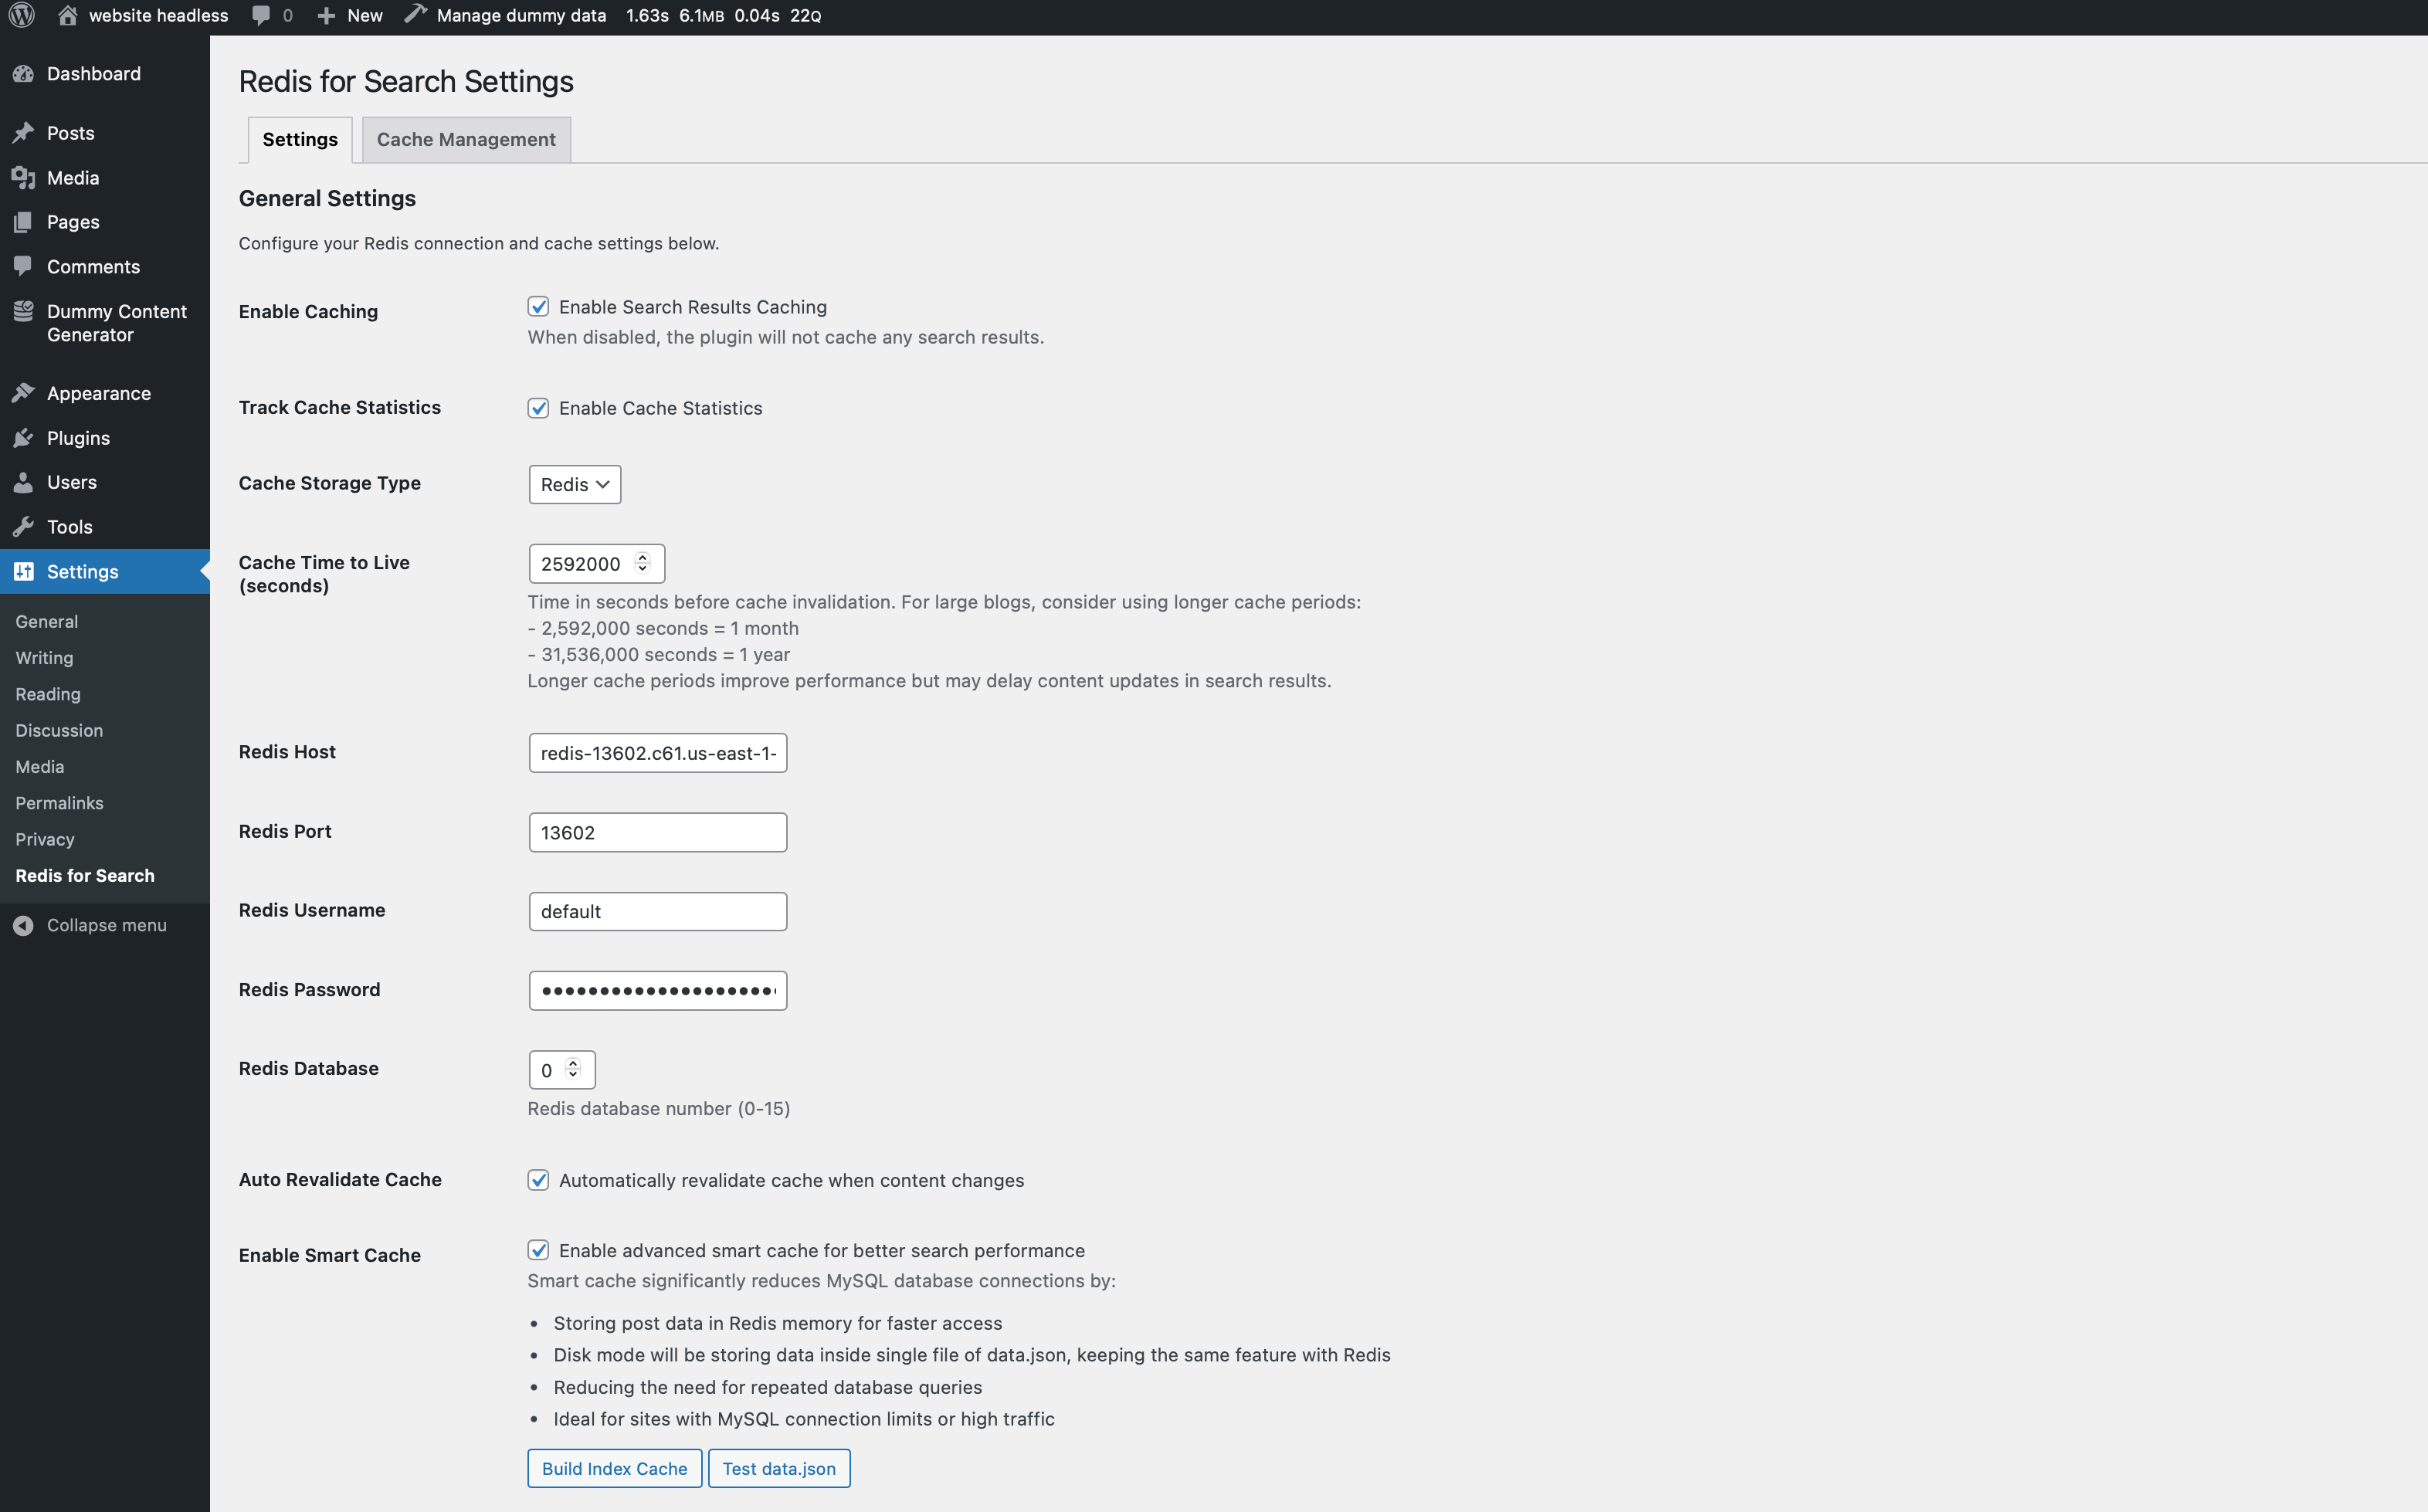 website headless 0 New Manage dummy data 1.63s 6.1MB 0.04s 22Q
Dashboard
Posts
Media
Pages
Comments
Dummy Content
Generator
Appearance
Plugins
Users
Tools
Settings
General
Writing
Reading
Discussion
Media
Permalinks
Privacy
Redis for Search
Collapse menu
Redis for Search Settings
Settings Cache Management
General Settings
Configure your Redis connection and cache settings below.
Enable Caching Enable Search Results Caching
When disabled, the plugin will not cache any search results.
Track Cache Statistics Enable Cache Statistics
Cache Storage Type Redis
Cache Time to Live
(seconds)
2592000
Time in seconds before cache invalidation. For large blogs, consider using longer cache periods:
- 2,592,000 seconds = 1 month
- 31,536,000 seconds = 1 year
Longer cache periods improve performance but may delay content updates in search results.
Redis Host redis-13602.c61.us-east-1-
Redis Port 13602
Redis Username default
Redis Password
Redis Database 0
Redis database number (0-15)
Auto Revalidate Cache Automatically revalidate cache when content changes
Enable Smart Cache Enable advanced smart cache for better search performance
Smart cache significantly reduces MySQL database connections by:
• Storing post data in Redis memory for faster access
• Disk mode will be storing data inside single file of data.json, keeping the same feature with Redis
• Reducing the need for repeated database queries
• Ideal for sites with MySQL connection limits or high traffic
Build Index Cache Test data.json